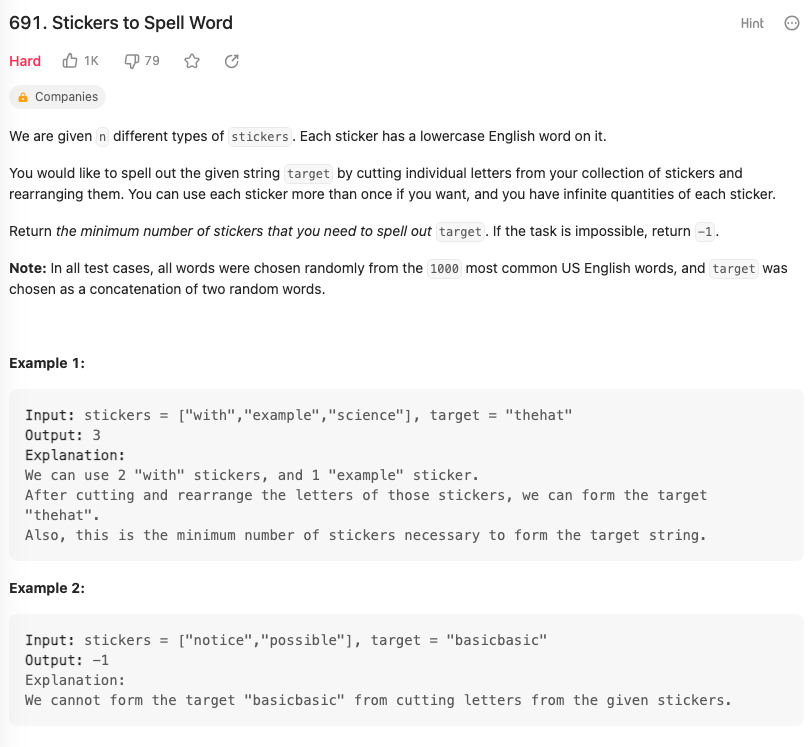 691. Stickers to Spell Word
Hint
Hard 1K 79
Companies
We are given n different types of stickers. Each sticker has a lowercase English word on it.
You would like to spell out the given string target by cutting individual letters from your collection of stickers and
rearranging them. You can use each sticker more than once if you want, and you have infinite quantities of each sticker.
Return the minimum number of stickers that you need to spell out target. If the task is impossible, return -1.
Note: In all test cases, all words were chosen randomly from the 1000 most common US English words, and target was
chosen as a concatenation of two random words.
Example 1:
Input: stickers = ["with","example","science"], target = "thehat"
Output: 3
Explanation:
We can use 2 "with" stickers, and 1 "example" sticker.
After cutting and rearrange the letters of those stickers, we can form the target
"thehat".
Also, this is the minimum number of stickers necessary to form the target string.
Example 2:
Input: stickers = ["notice","possible"], target = "basicbasic"
Output: -1
Explanation:
We cannot form the target "basicbasic" from cutting letters from the given stickers.